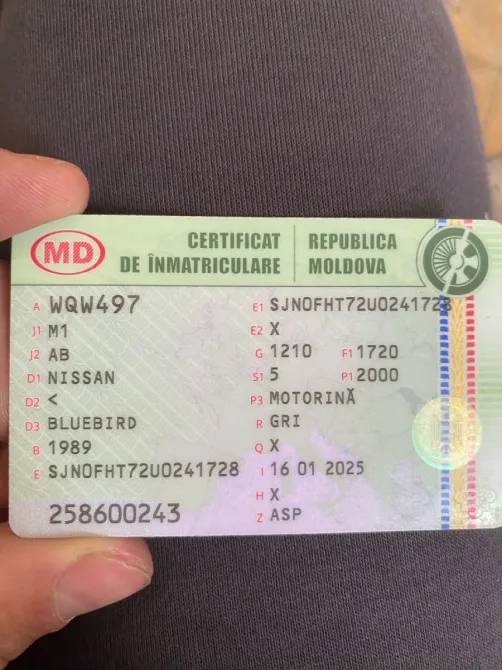 MD
CERTIFICAT
DE ÎNMATRICULARE
REPUBLICA
MOLDOVA
A WQW497
J1 M1
J2 AB
D1 NISSAN
D2 <
D3 BLUEBIRD
B 1989
E SJNOFHT72U0241728
258600243
E1 SJNOFHT72U0241728
E2 X
G 1210 F1 1720
S1 5 P1 2000
P3 MOTORINĂ
R GRI
Q X
I 16 01 2025
H X
Z ASP